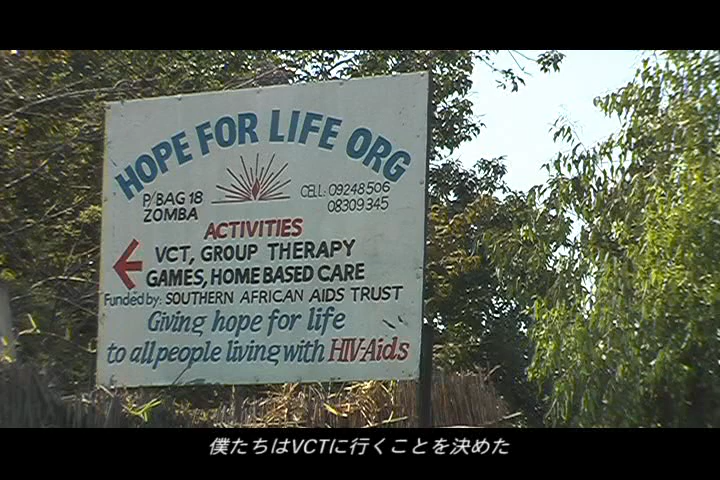 HOPE FOR LIFE ORG
P/BAG 18
ZOMBA
CELL: 09248506
08309345
ACTIVITIES
VCT, GROUP THERAPY
GAMES, HOME BASED CARE
Funded by: SOUTHERN AFRICAN AIDS TRUST
Giving hope for life
to all people living with HIV-Aids
僕たちはVCTに行くことを決めた